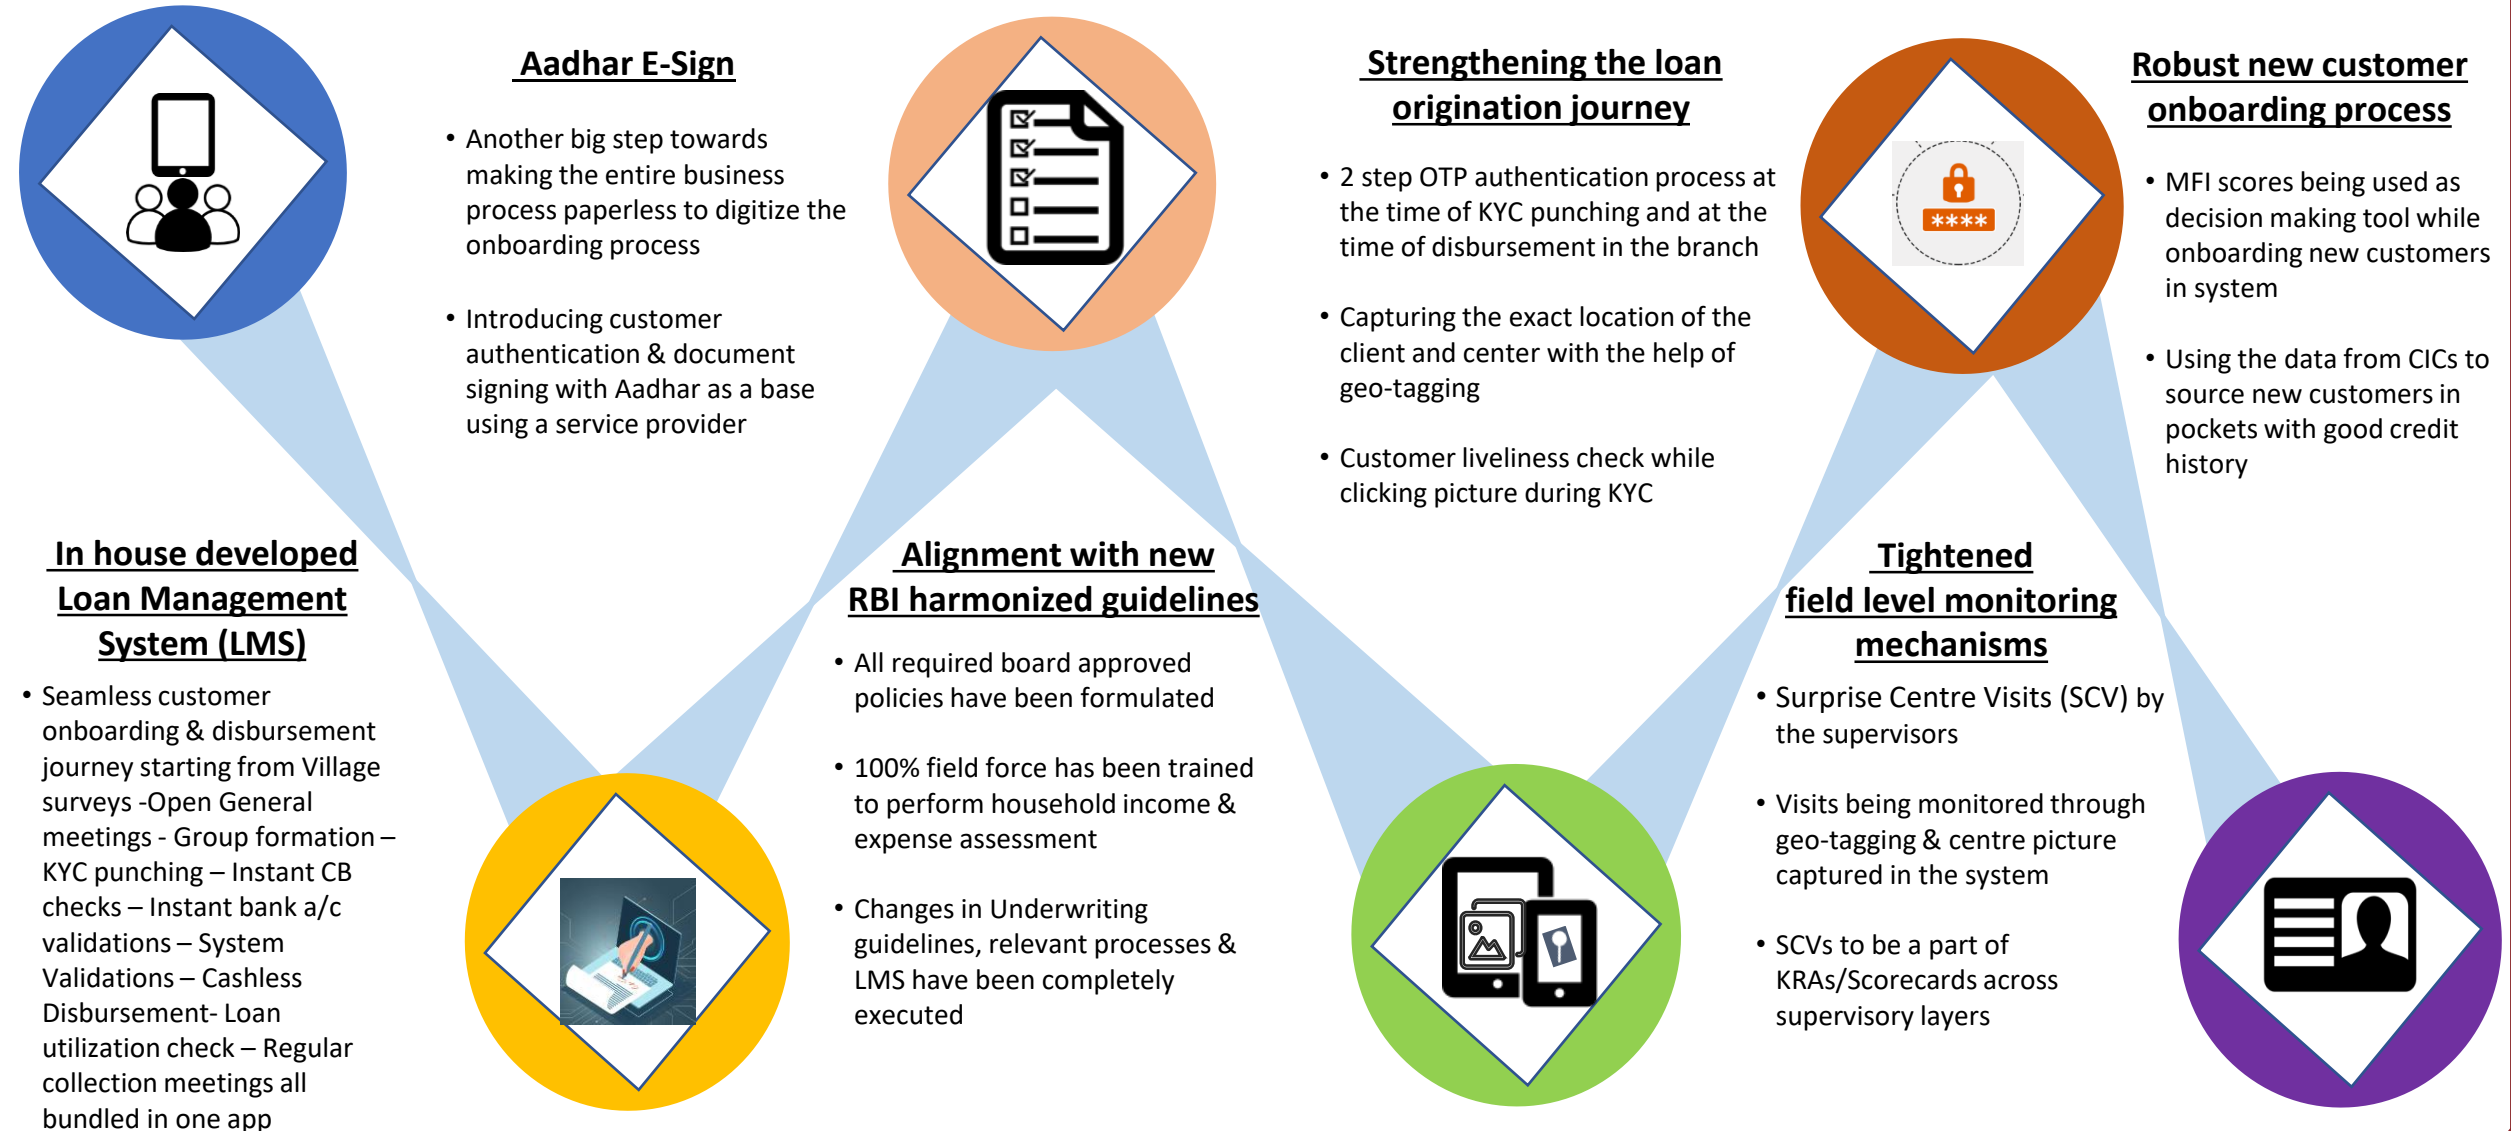 In house developed
Loan Management
System (LMS)
• Seamless customer
onboarding & disbursement
journey starting from Village
surveys -Open General
meetings - Group formation –
KYC punching – Instant CB
checks – Instant bank a/c
validations – System
Validations – Cashless
Disbursement- Loan
utilization check – Regular
collection meetings all
bundled in one app
Aadhar E-Sign
• Another big step towards
making the entire business
process paperless to digitize the
onboarding process
• Introducing customer
authentication & document
signing with Aadhar as a base
using a service provider
Alignment with new
RBI harmonized guidelines
• All required board approved
policies have been formulated
• 100% field force has been trained
to perform household income &
expense assessment
• Changes in Underwriting
guidelines, relevant processes &
LMS have been completely
executed
Strengthening the loan
origination journey
• 2 step OTP authentication process at
the time of KYC punching and at the
time of disbursement in the branch
• Capturing the exact location of the
client and center with the help of
geo-tagging
• Customer liveliness check while
clicking picture during KYC
****
Tightened
field level monitoring
mechanisms
• Surprise Centre Visits (SCV) by
the supervisors
• Visits being monitored through
geo-tagging & centre picture
captured in the system
• SCVs to be a part of
KRAs/Scorecards across
supervisory layers
Robust new customer
onboarding process
• MFI scores being used as
decision making tool while
onboarding new customers
in system
• Using the data from CICs to
source new customers in
pockets with good credit
history